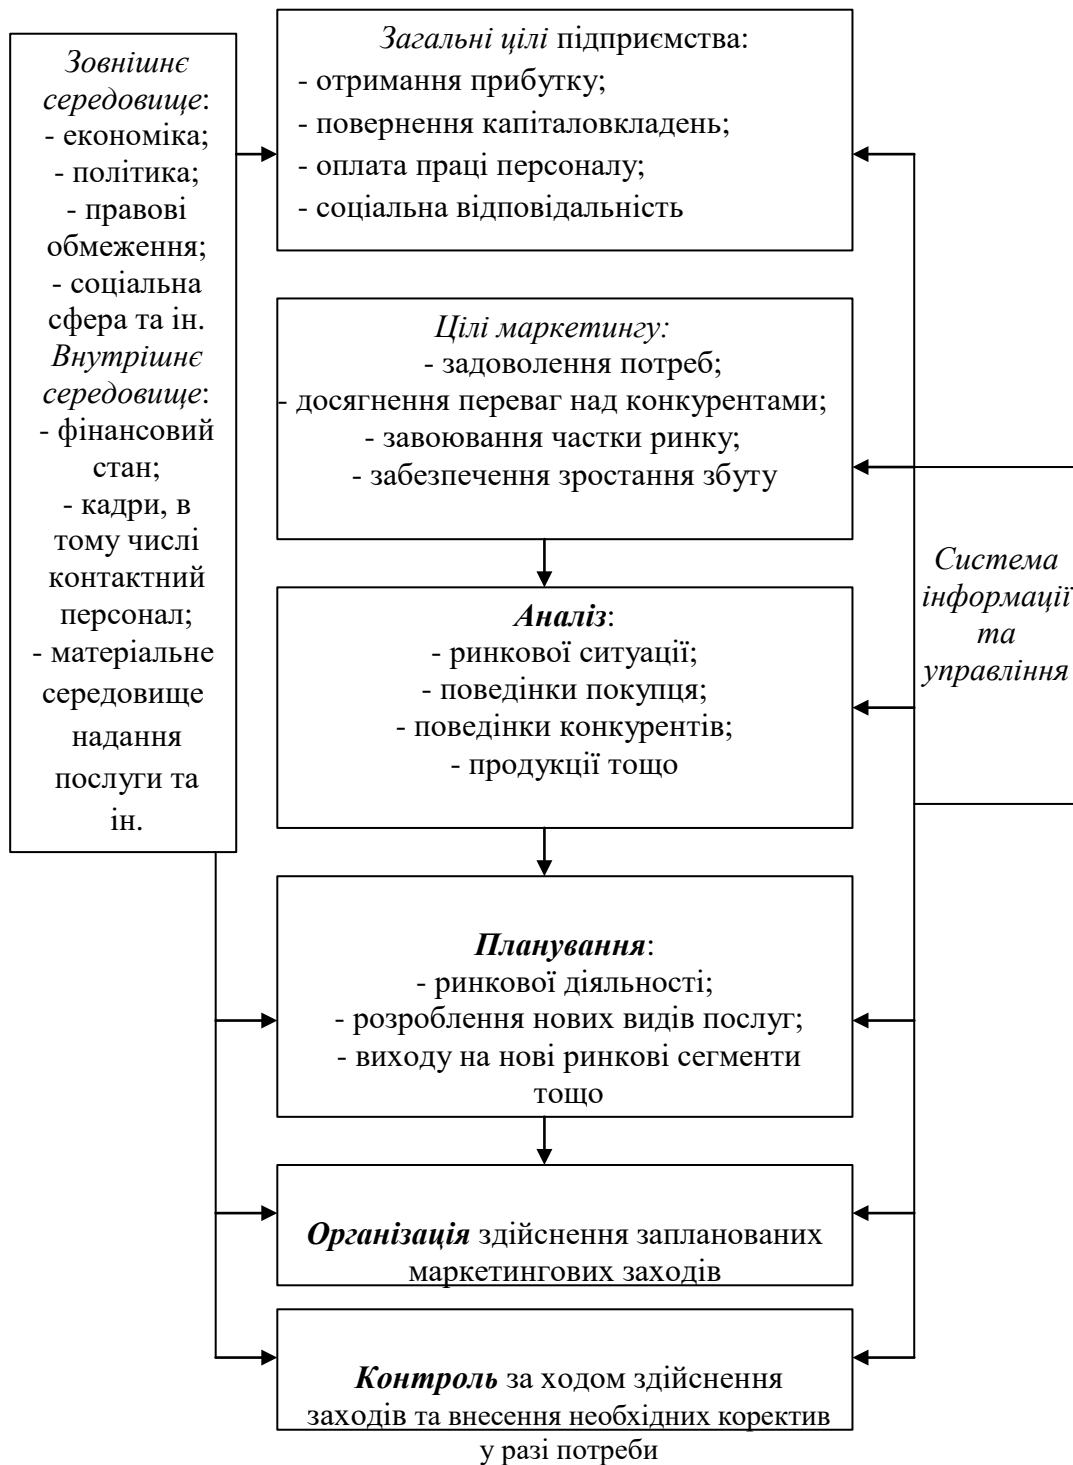 Зовнішнє
середовище:
- економіка;
- політика;
- правові
обмеження;
- соціальна
сфера та ін.
Внутрішнє
середовище:
- фінансовий
стан;
- кадри, в
тому числі
контактний
персонал;
- матеріальне
середовище
надання
послуги та
ін.
Загальні цілі підприємства:
- отримання прибутку;
- повернення капіталовкладень;
- оплата праці персоналу;
- соціальна відповідальність
Цілі маркетингу:
- задоволення потреб;
- досягнення переваг над конкурентами;
- завоювання частки ринку;
- забезпечення зростання збуту
Аналіз:
- ринкової ситуації;
- поведінки покупця;
- поведінки конкурентів;
- продукції тощо
Планування:
- ринкової діяльності;
- розроблення нових видів послуг;
- виходу на нові ринкові сегменти
тощо
Організація здійснення запланованих
маркетингових заходів
Контроль за ходом здійснення
заходів та внесення необхідних коректив
у разі потреби
Система
інформації
та
управління